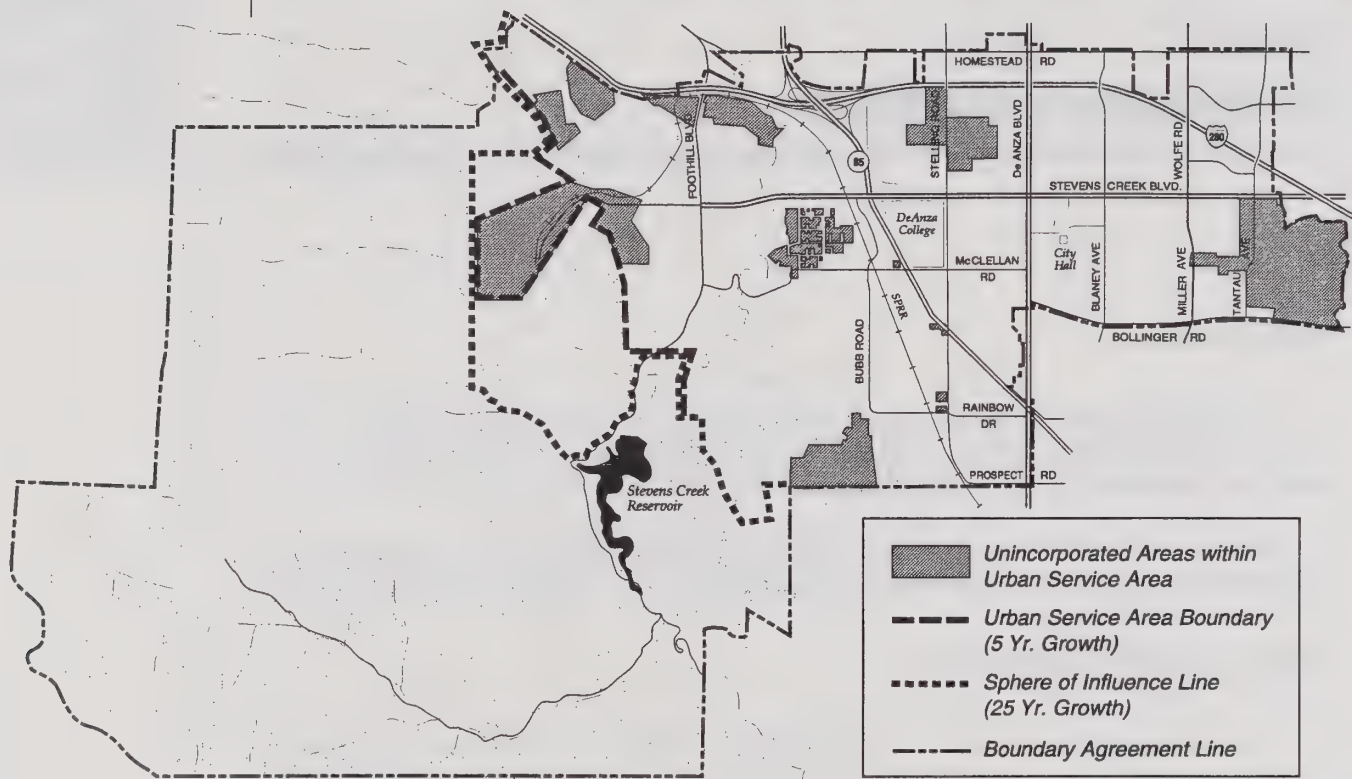 HOMESTEAD RD
FOOTHILL BLVD.
85
STELLING ROAD
De ANZA BLVD
WOLFE RD
280
STEVENS CREEK BLVD.
DeAnza
College
City
Hall
McCLELLAN
RD
BLANEY AVE
MILLER AVE
TANTAU AVE
SPRR
BOLLINGER RD
BUBB ROAD
RAINBOW
DR
PROSPECT RD
Stevens Creek
Reservoir
Unincorporated Areas within
Urban Service Area
Urban Service Area Boundary
(5 Yr. Growth)
Sphere of Influence Line
(25 Yr. Growth)
Boundary Agreement Line